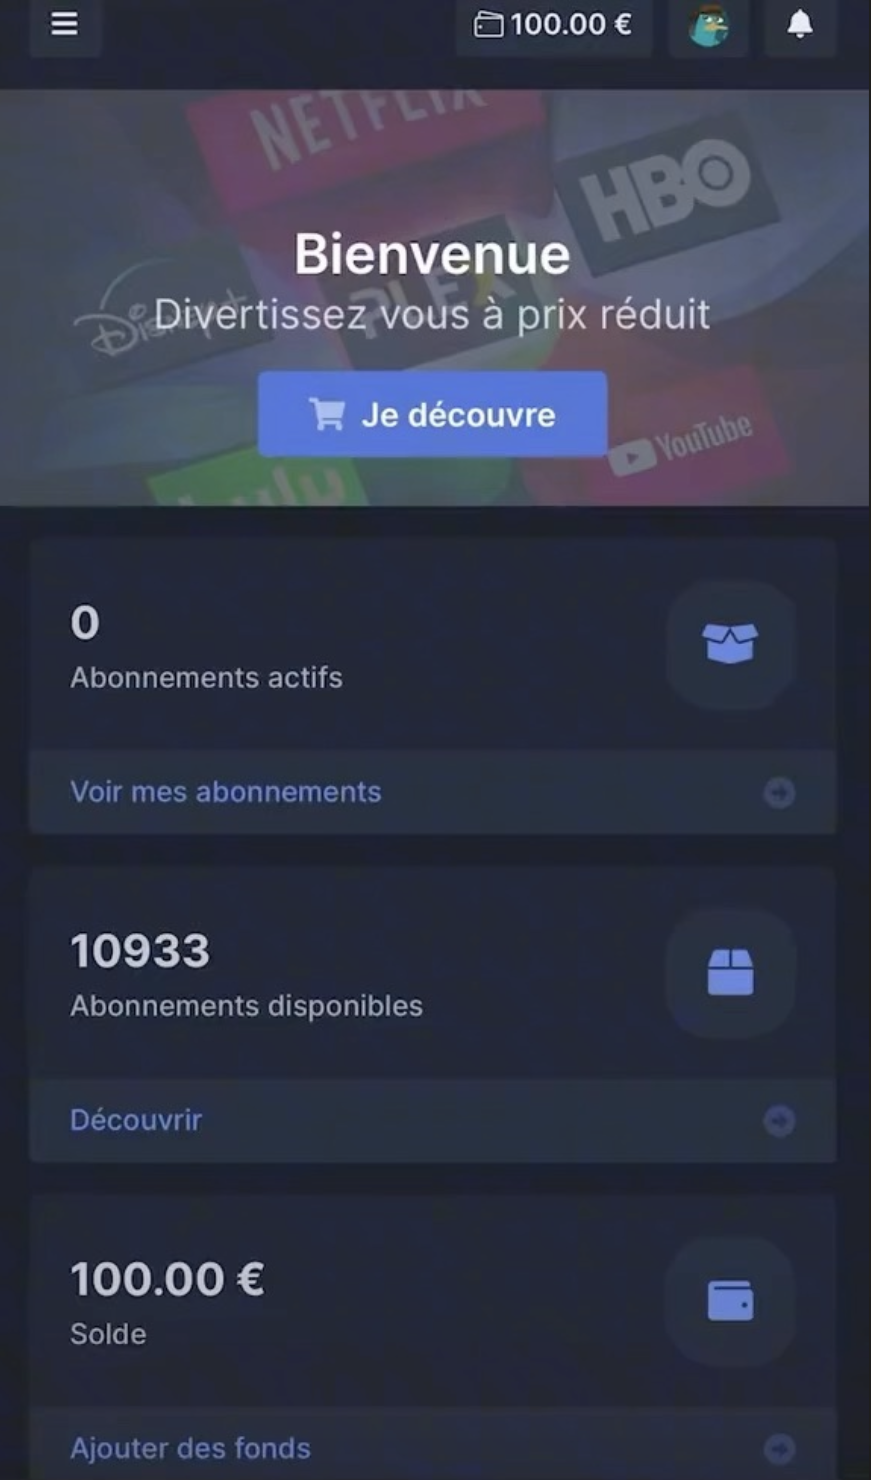 100.00 €
NETFLIX
HBO
Bienvenue
Disney+
PLEX
Divertissez vous à prix réduit
Je découvre
YouTube
hulu
0
Abonnements actifs
Voir mes abonnements
10933
Abonnements disponibles
Découvrir
100.00 €
Solde
Ajouter des fonds